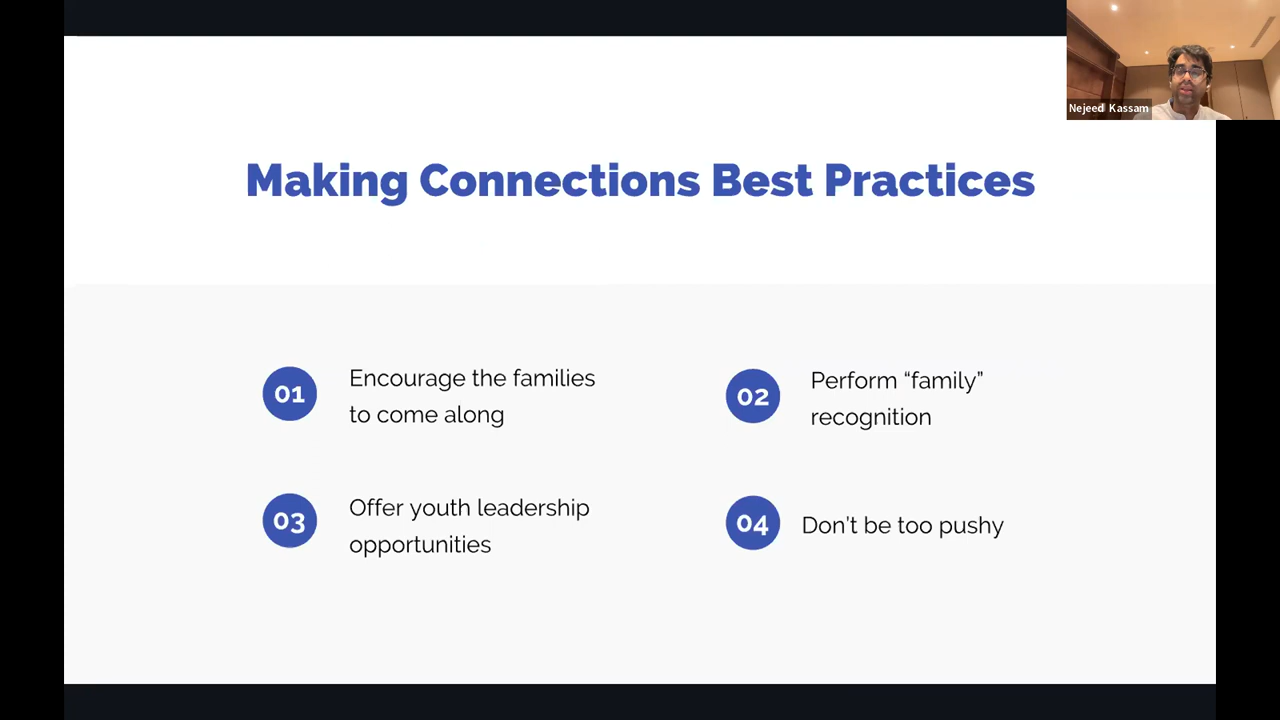 Nejeed Kassam
Making Connections Best Practices
01
Encourage the families
to come along
02
Perform “family”
recognition
03
Offer youth leadership
opportunities
04
Don’t be too pushy